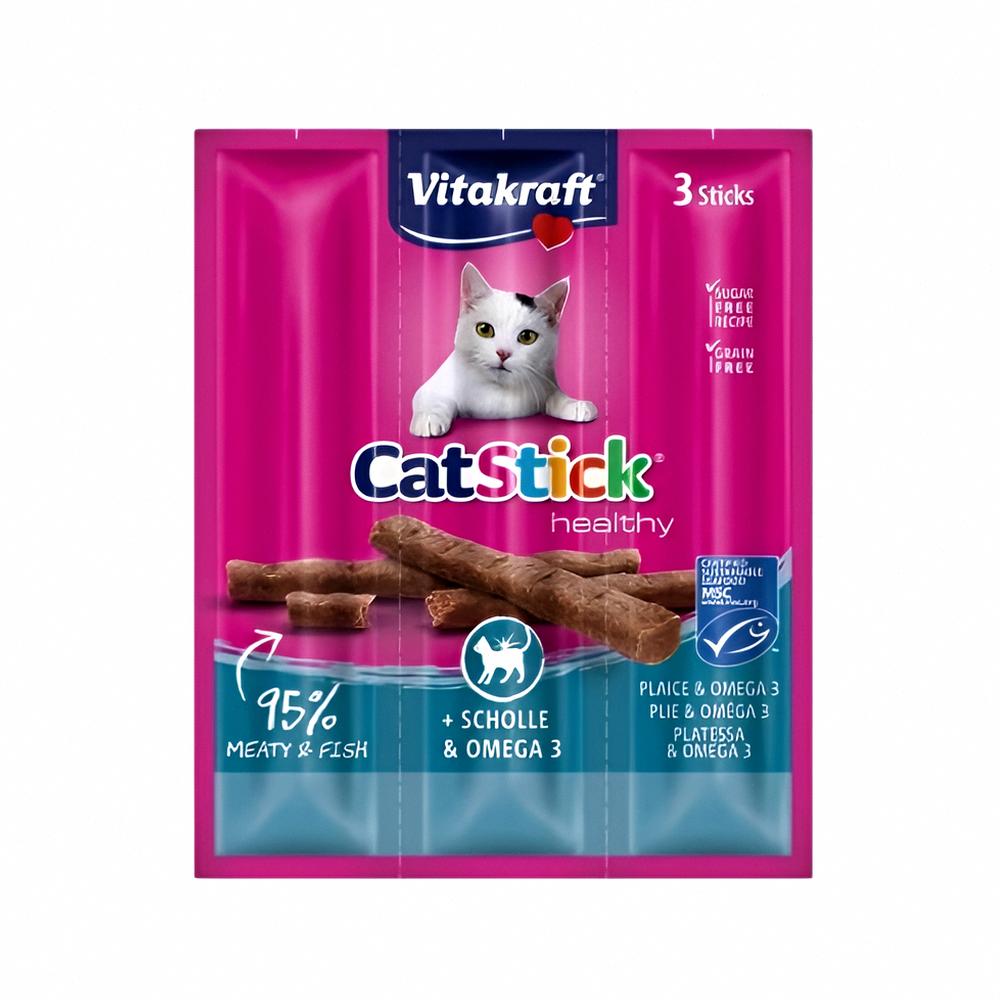 Vitakraft®
3 Sticks
SUGAR
FREE
RECIPE
GRAIN
FREE
CatStick®
healthy
MSC
95%
MEATY & FISH
+ SCHOLLE
& OMEGA 3
PLAICE & OMEGA 3
PLIE & OMÉGA 3
PLATESSA
& OMEGA 3